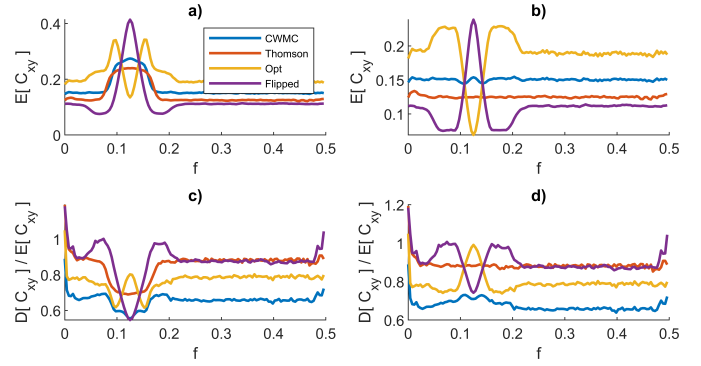 a)
E[ C_xy ]
0.4
0.2
0
0 0.1 0.2 0.3 0.4 0.5
f
CWMC
Thomson
Opt
Flipped
b)
E[ C_xy ]
0.2
0.15
0.1
0 0.1 0.2 0.3 0.4 0.5
f
c)
D[ C_xy ] / E[ C_xy ]
1
0.8
0.6
0 0.1 0.2 0.3 0.4 0.5
f
d)
D[ C_xy ] / E[ C_xy ]
1.2
1
0.8
0.6
0 0.1 0.2 0.3 0.4 0.5
f